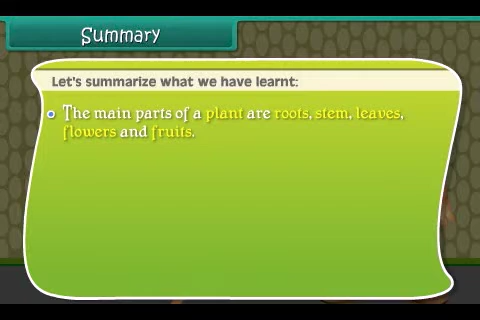 Summary
Let's summarize what we have learnt:
The main parts of a plant are roots, stem, leaves,
flowers and fruits.